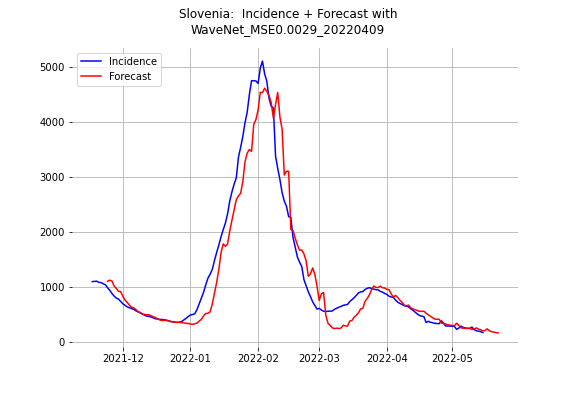 Slovenia:  Incidence + Forecast with
WaveNet_MSE0.0029_20220409
Incidence
Forecast
5000
4000
3000
2000
1000
0
2021-12 2022-01 2022-02 2022-03 2022-04 2022-05